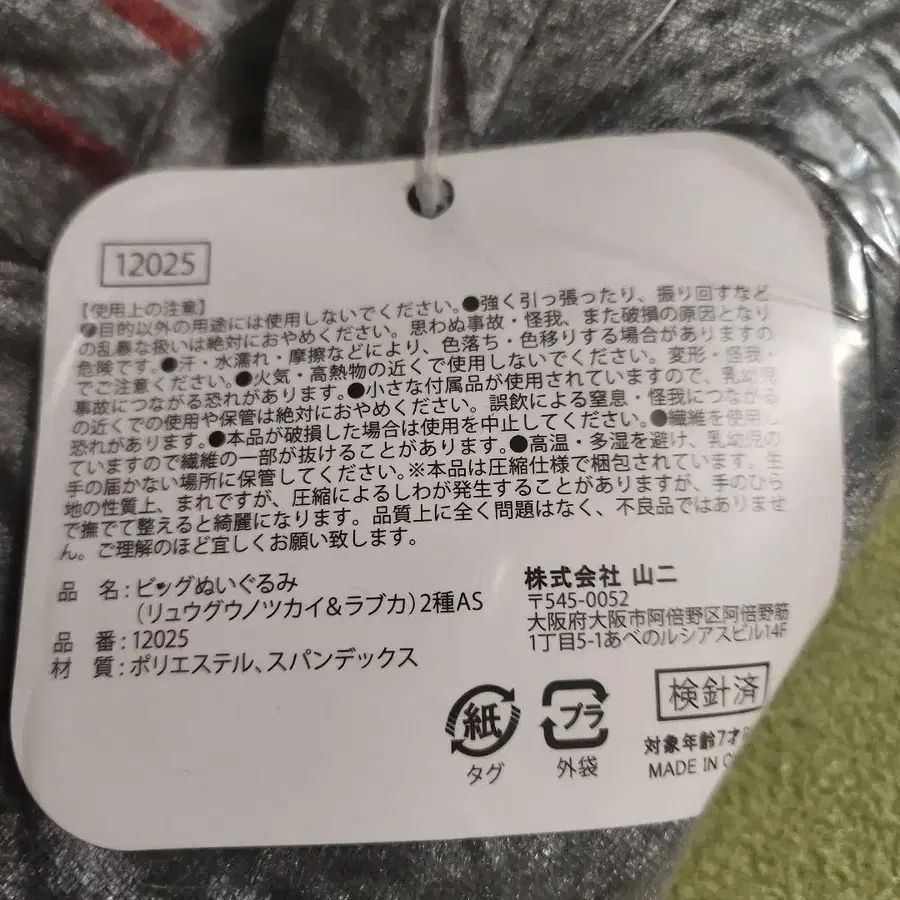 12025
【使用上の注意】
●目的以外の用途には使用しないでください。●強く引っ張ったり、振り回すなど
の乱暴な扱いは絶対におやめください。思わぬ事故・怪我、また破損の原因となり
危険です。●汗・水濡れ・摩擦などにより、色落ち・色移りする場合がありますの
でご注意ください。●火気・高熱物の近くで使用しないでください。変形・怪我・
事故につながる恐れがあります。●小さな付属品が使用されていますので、乳幼児
の近くでの使用や保管は絶対におやめください。誤飲による窒息・怪我につながる
恐れがあります。●本品が破損した場合は使用を中止してください。●繊維を使用し
ていますので繊維の一部が抜けることがあります。●高温・多湿を避け、乳幼児の
手の届かない場所に保管してください。※本品は圧縮仕様で梱包されています。生
地の性質上、まれですが、圧縮によるしわが発生することがありますが、手のひら
で撫でて整えると綺麗になります。品質上に全く問題はなく、不良品ではありませ
ん。ご理解のほど宜しくお願い致します。
品 名:ビッグぬいぐるみ
(リュウグウノツカイ&ラブカ)2種AS
品 番:12025
材 質:ポリエステル、スパンデックス
株式会社 山二
〒545-0052
大阪府大阪市阿倍野区阿倍野筋
1丁目5-1あべのルシアスビル14F
紙
タグ
プラ
外袋
検針済
対象年齢7才
MADE IN